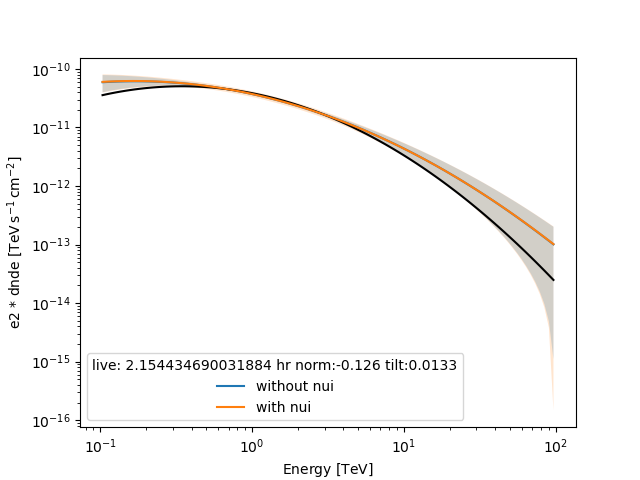 10⁻¹⁰
10⁻¹¹
10⁻¹²
10⁻¹³
10⁻¹⁴
10⁻¹⁵
10⁻¹⁶
e2 * dnde [TeV s⁻¹ cm⁻²]
live: 2.154434690031884 hr norm:-0.126 tilt:0.0133
without nui
with nui
10⁻¹ 10⁰ 10¹ 10²
Energy [TeV]